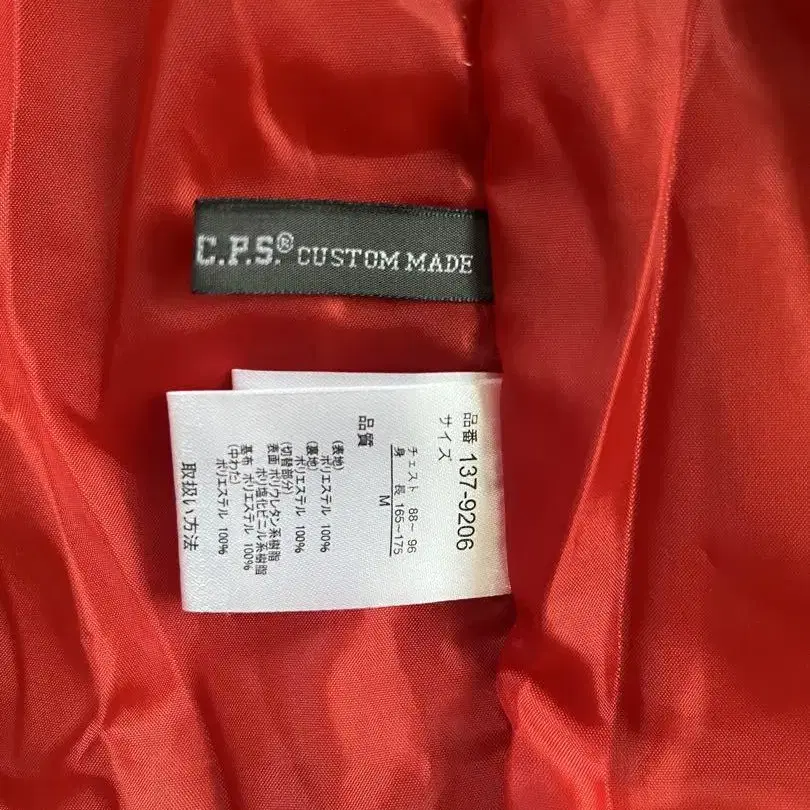 C.P.S.® CUSTOM MADE
品番 137-9206
サイズ
チェスト 88~ 96
身 長 165~175
M
品質
(表地)
ポリエステル 100%
(裏地)
ポリエステル 100%
(切替部分)
表面 ポリウレタン系樹脂
ポリ塩化ビニル系樹脂
基布 ポリエステル 100%
(中わた)
ポリエステル 100%
取扱い方法